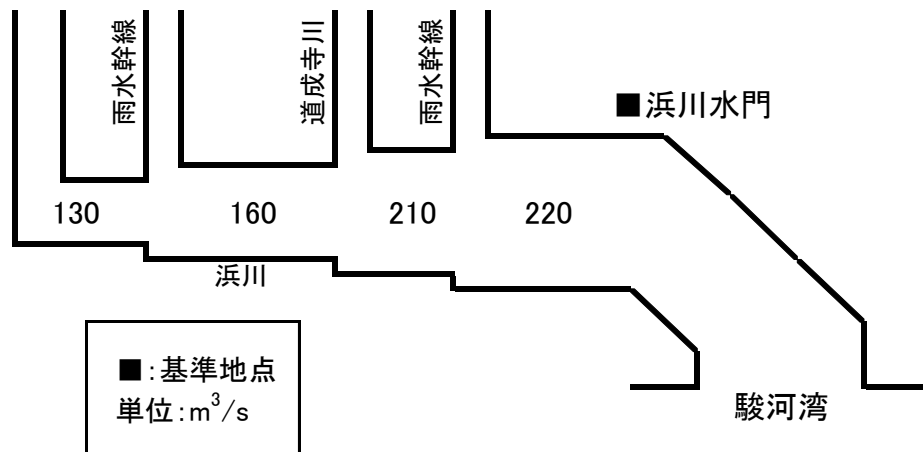 雨水幹線
道成寺川
雨水幹線
■浜川水門
130
160
210
220
浜川
■:基準地点
単位:m³/s
駿河湾